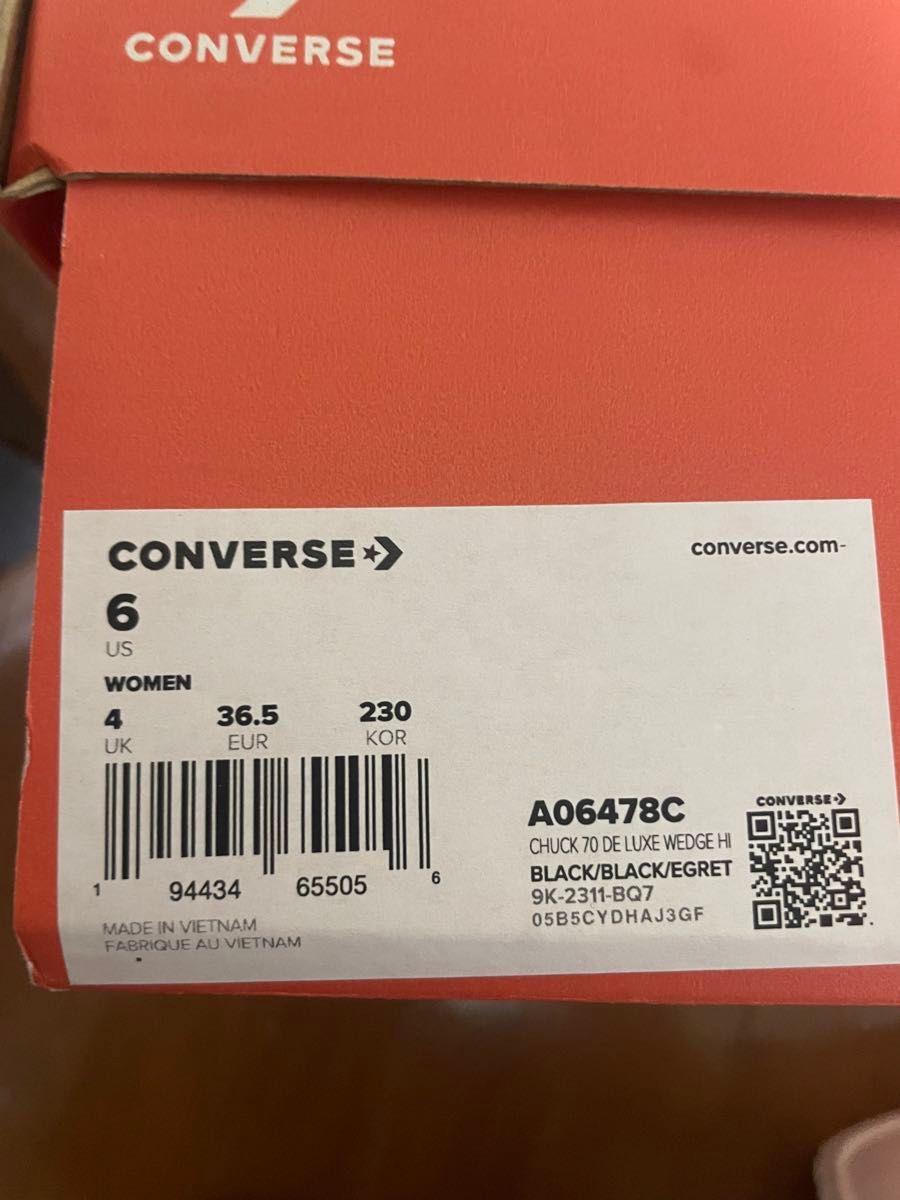 CONVERSE
CONVERSE
converse.com-
6
US
WOMEN
4 36.5 230
UK EUR KOR
1 94434 65505 6
MADE IN VIETNAM
FABRIQUE AU VIETNAM
A06478C
CHUCK 70 DE LUXE WEDGE HI
BLACK/BLACK/EGRET
9K-2311-BQ7
05B5CYDHAJ3GF
CONVERSE